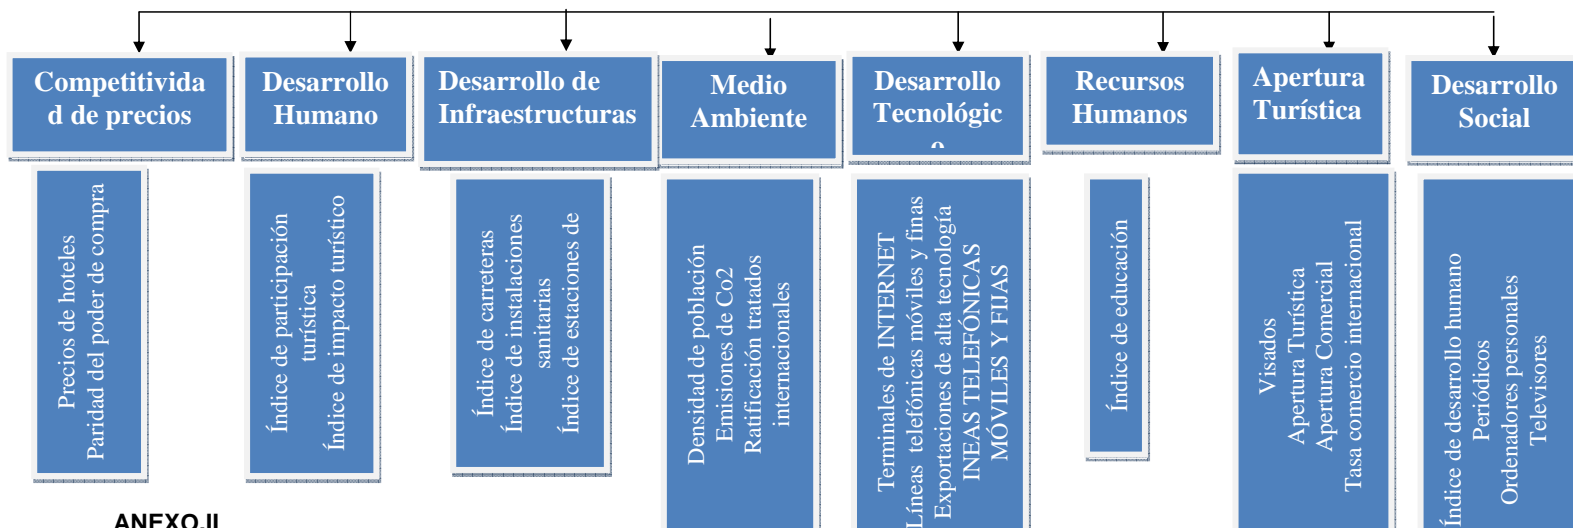 Competitivida
d de precios
Desarrollo
Humano
Desarrollo de
Infraestructuras
Medio
Ambiente
Desarrollo
Tecnológic
o
Recursos
Humanos
Apertura
Turística
Desarrollo
Social
Precios de hoteles
Paridad del poder de compra
Índice de participación
turística
Índice de impacto turístico
Índice de carreteras
Índice de instalaciones
sanitarias
Índice de estaciones de
Densidad de población
Emisiones de Co2
Ratificación tratados
internacionales
Terminales de INTERNET
Líneas telefónicas móviles y finas
Exportaciones de alta tecnología
INEAS TELEFÓNICAS
MÓVILES Y FIJAS
Índice de educación
Visados
Apertura Turística
Apertura Comercial
Tasa comercio internacional
Índice de desarrollo humano
Periódicos
Ordenadores personales
Televisores
ANEXO.II